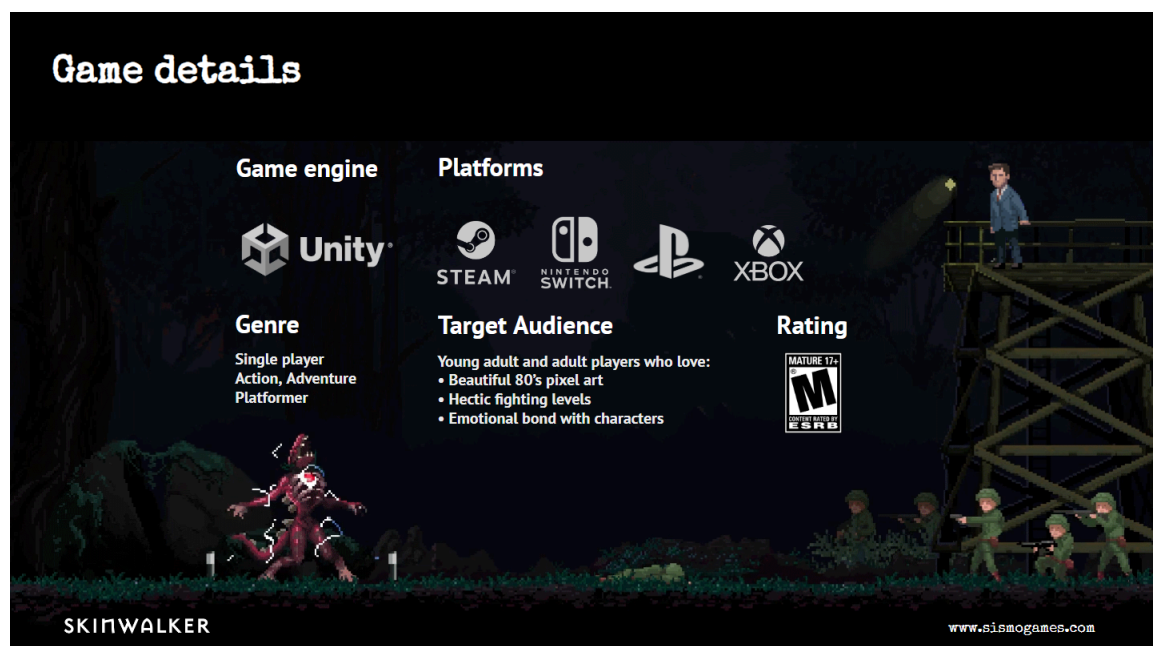 Game details
Game engine
Platforms
Unity
STEAM
NINTENDO
SWITCH
XBOX
Genre
Single player
Action, Adventure
Platformer
Target Audience
Young adult and adult players who love:
• Beautiful 80's pixel art
• Hectic fighting levels
• Emotional bond with characters
Rating
MATURE 17+
M
CONTENT RATED BY
ESRB
SKINWALKER
www.sismogames.com